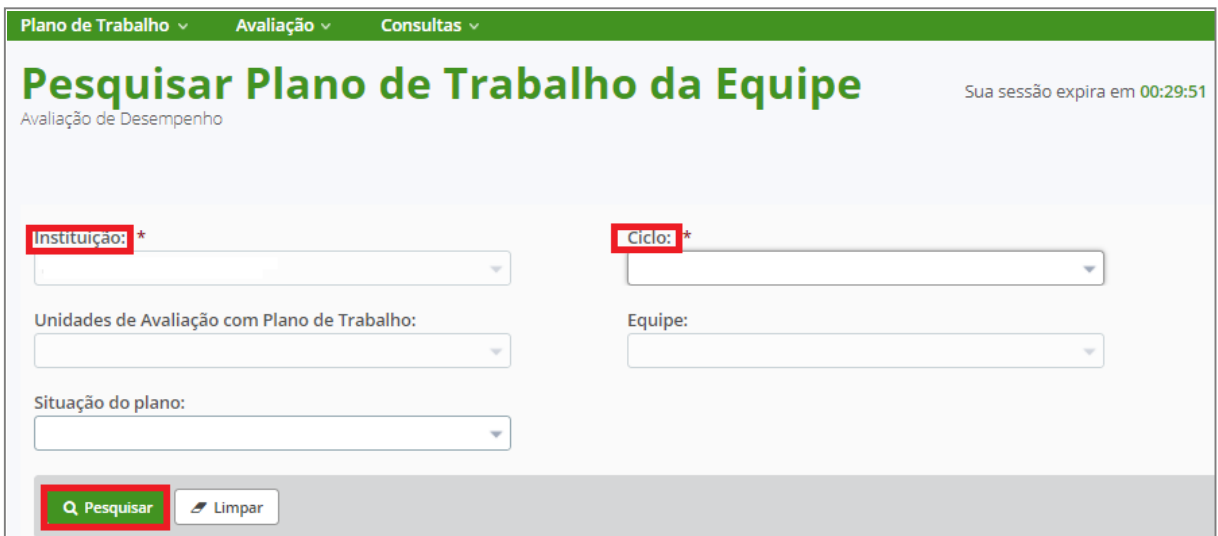 Plano de Trabalho Avaliação Consultas
Pesquisar Plano de Trabalho da Equipe
Sua sessão expira em 00:29:51
Avaliação de Desempenho
Instituição: * Ciclo: *
Unidades de Avaliação com Plano de Trabalho: Equipe:
Situação do plano:
Pesquisar Limpar